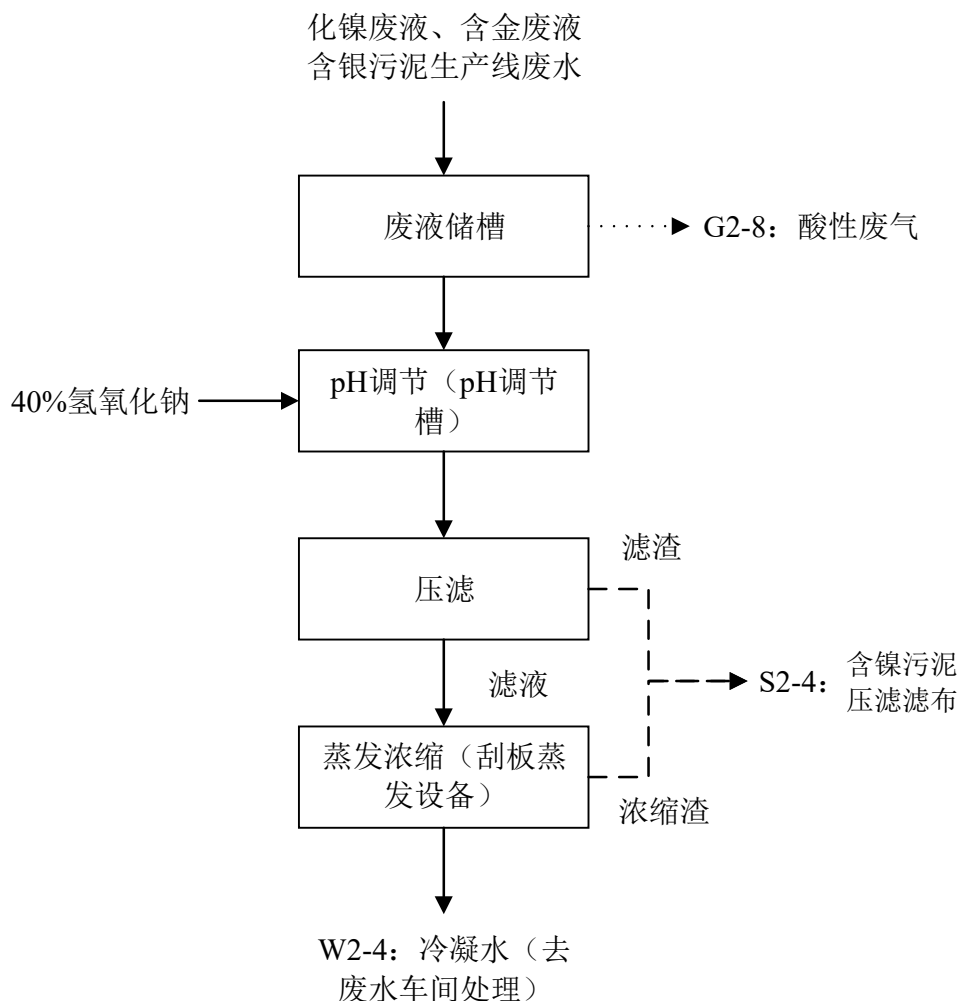 化镍废液、含金废液
含银污泥生产线废水
废液储槽
G2-8：酸性废气
pH调节（pH调节
槽）
40%氢氧化钠
滤渣
压滤
滤液
S2-4：
含镍污泥
压滤滤布
蒸发浓缩（刮板蒸
发设备）
浓缩渣
W2-4：冷凝水（去
废水车间处理）